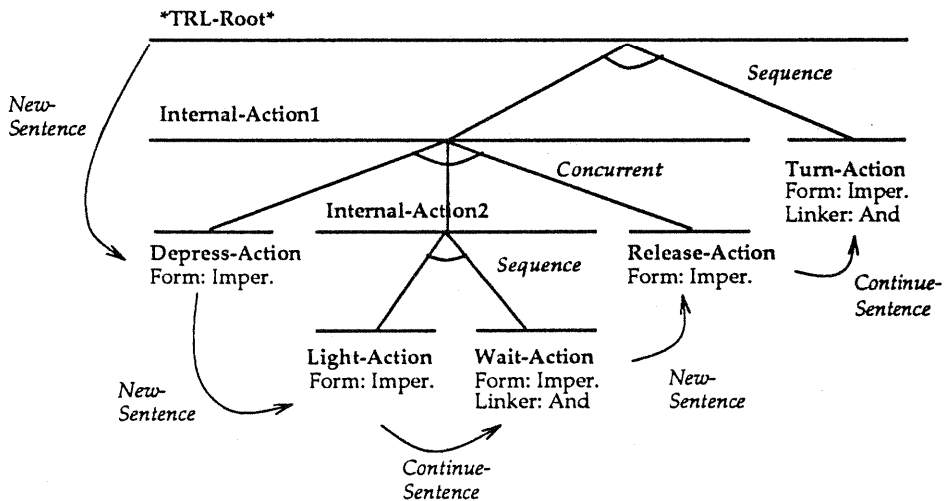 *TRL-Root*
Sequence
New-
Sentence
Internal-Action1
Concurrent
Turn-Action
Form: Imper.
Linker: And
Internal-Action2
Depress-Action
Form: Imper.
Sequence
Release-Action
Form: Imper.
Continue-
Sentence
Light-Action
Form: Imper.
Wait-Action
Form: Imper.
Linker: And
New-
Sentence
New-
Sentence
Continue-
Sentence